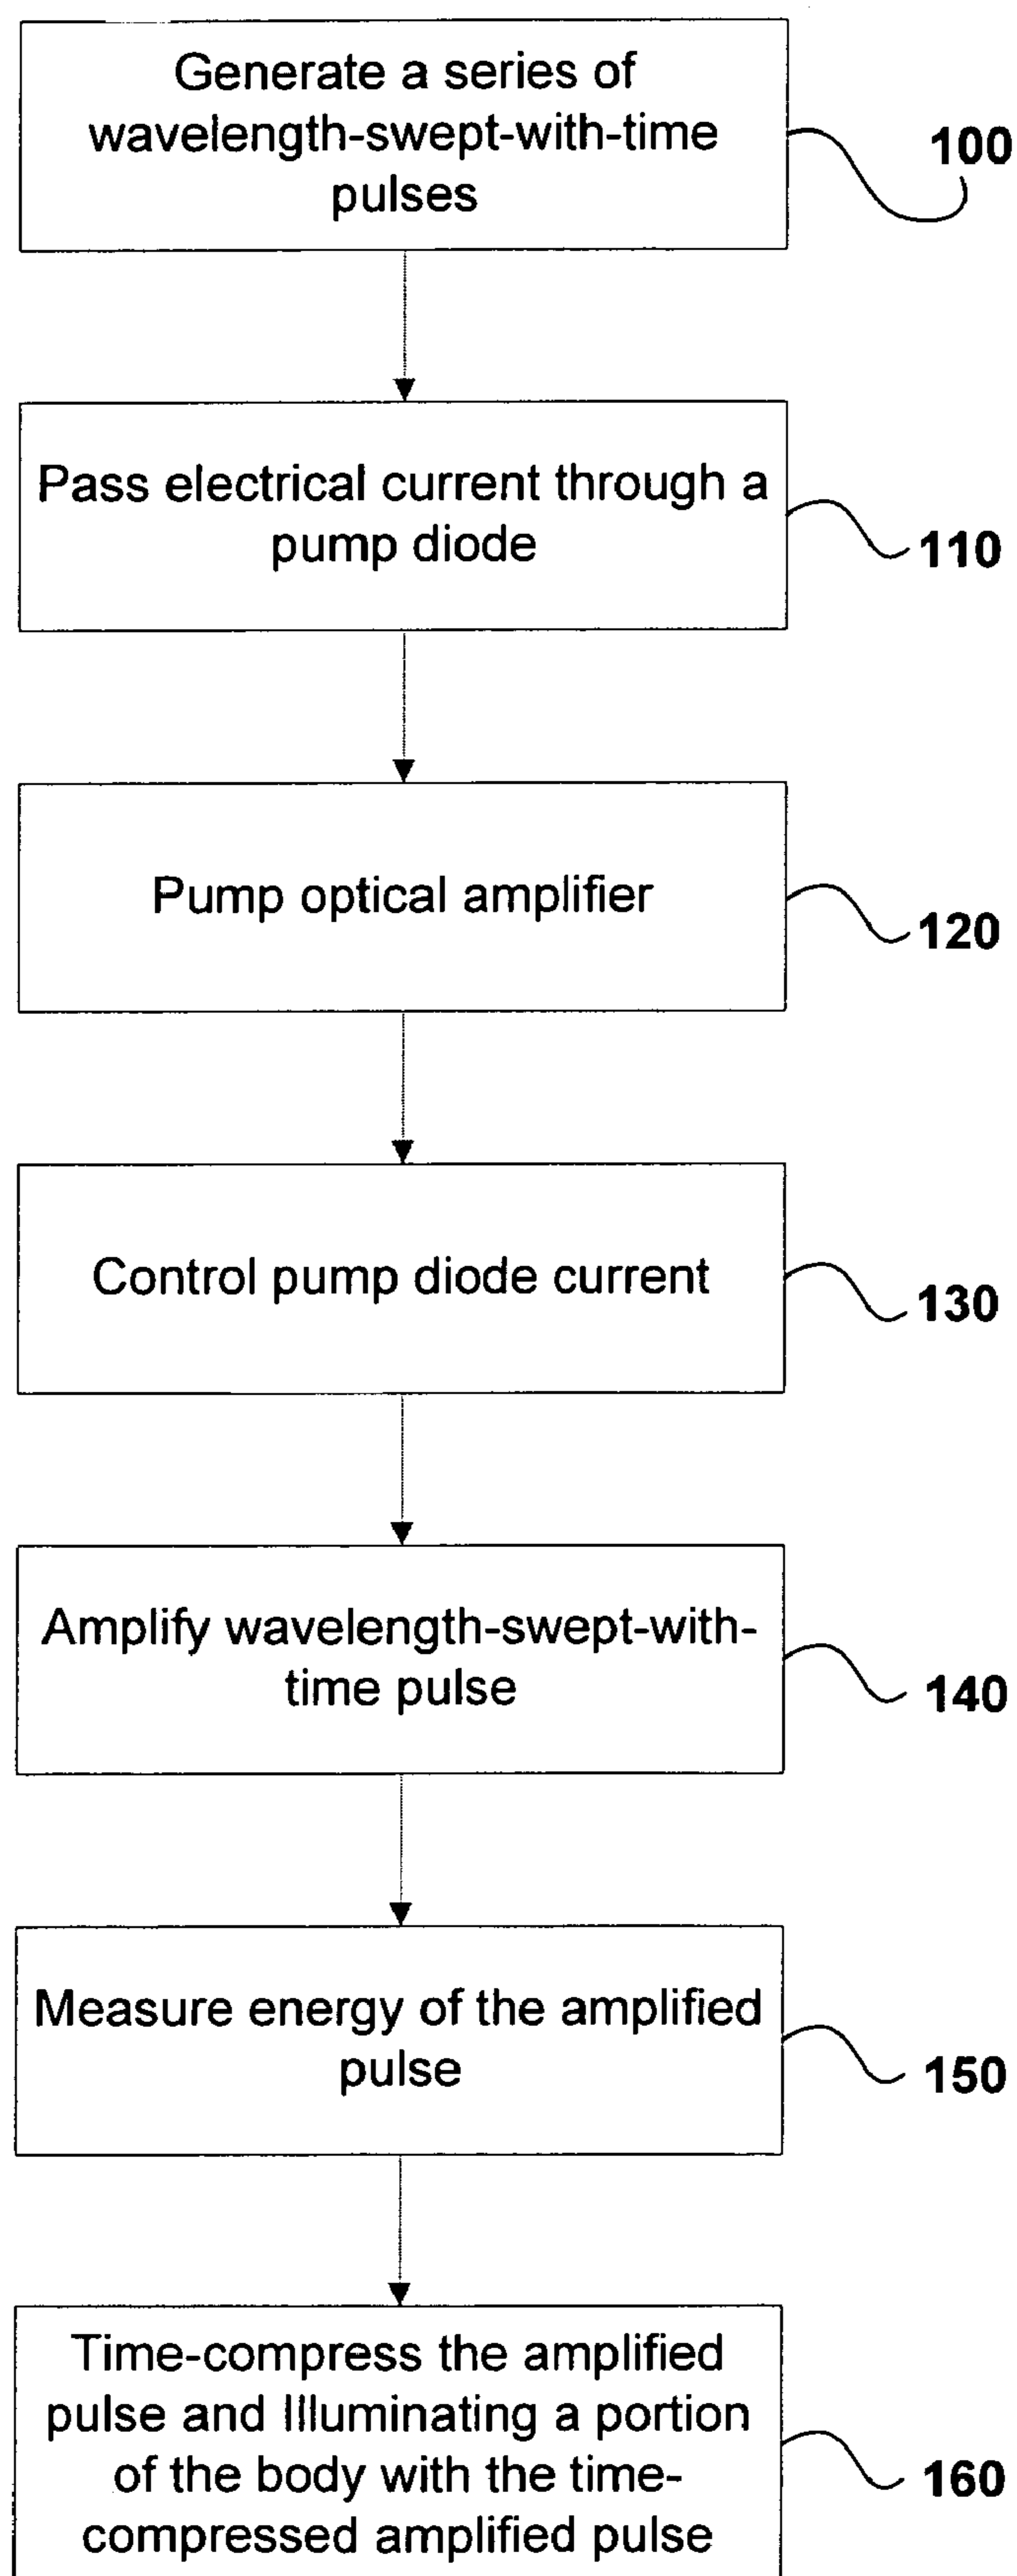 Generate a series of
wavelength-swept-with-time
pulses
100
Pass electrical current through a
pump diode
110
Pump optical amplifier
120
Control pump diode current
130
Amplify wavelength-swept-with-
time pulse
140
Measure energy of the amplified
pulse
150
Time-compress the amplified
pulse and Illuminating a portion
of the body with the time-
compressed amplified pulse
160